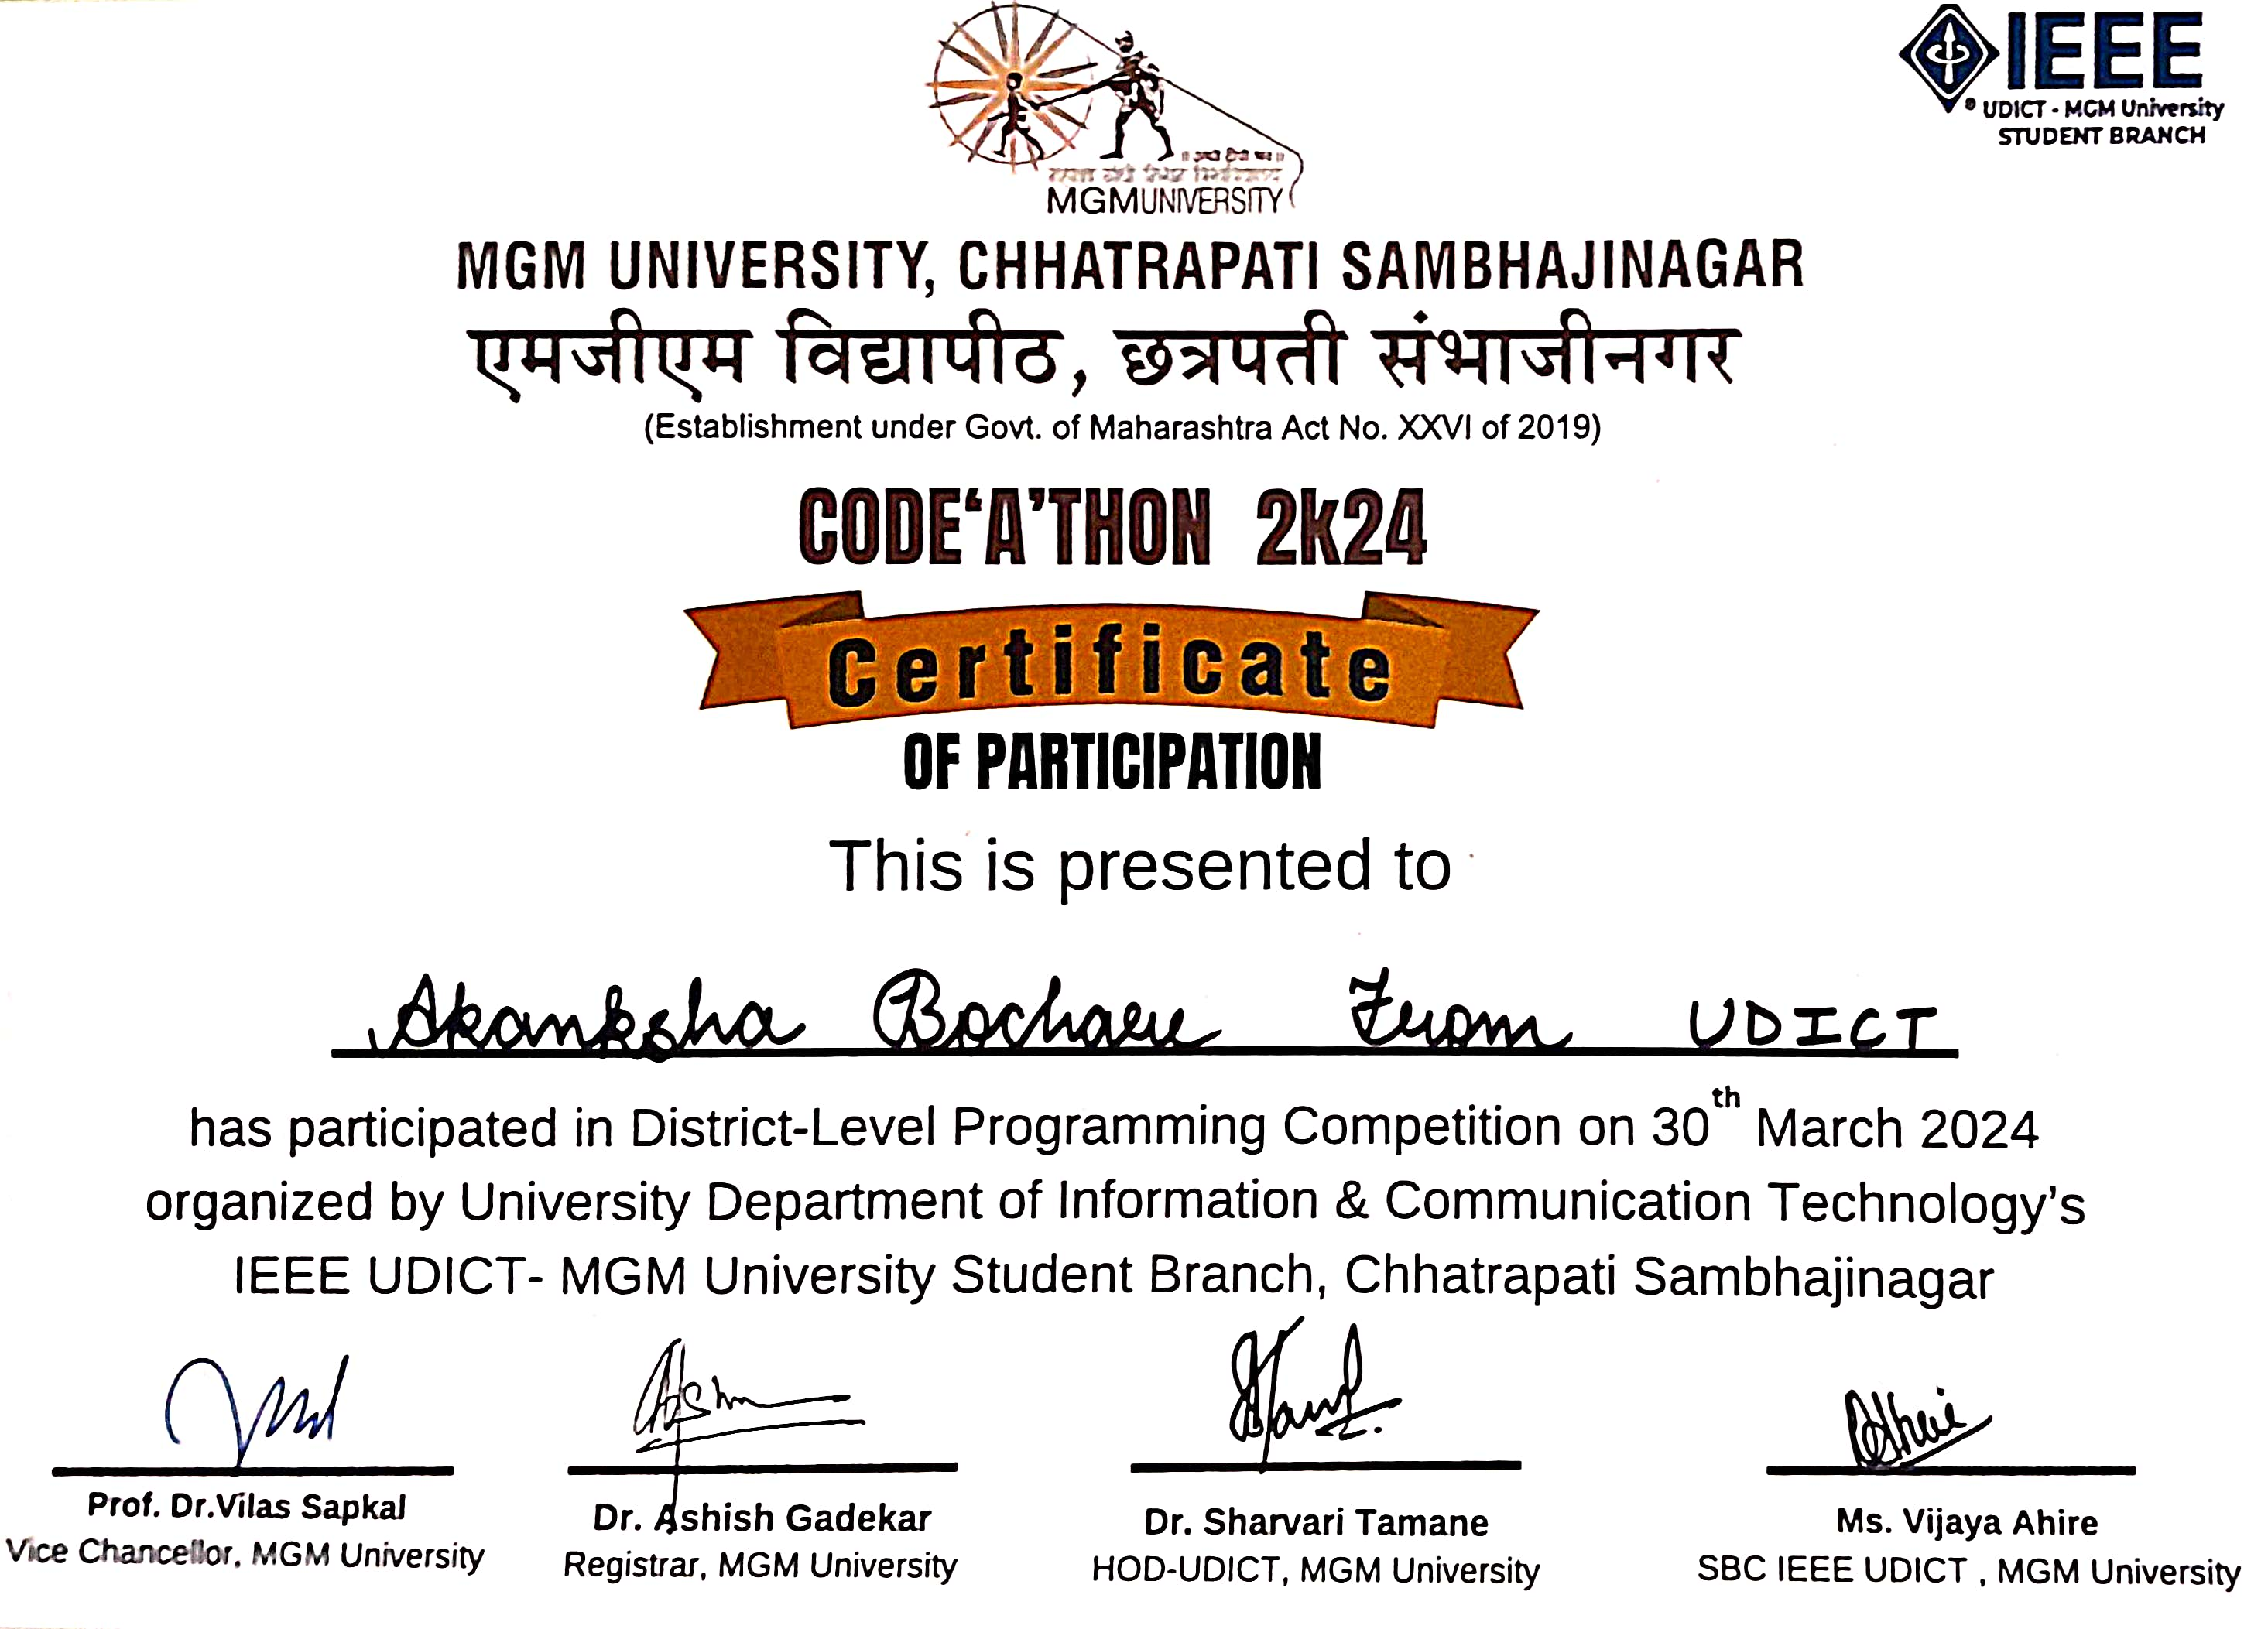 IEEE
UDICT - MGM University
STUDENT BRANCH
MGMUNIVERSITY
MGM UNIVERSITY, CHHATRAPATI SAMBHAJINAGAR
एमजीएम विद्यापीठ, छत्रपती संभाजीनगर
(Establishment under Govt. of Maharashtra Act No. XXVI of 2019)
CODE‘A’THON 2k24
Certificate
OF PARTICIPATION
This is presented to
Akanksha Bochare From UDICT
has participated in District-Level Programming Competition on 30th March 2024
organized by University Department of Information & Communication Technology’s
IEEE UDICT- MGM University Student Branch, Chhatrapati Sambhajinagar
Prof. Dr.Vilas Sapkal
Vice Chancellor, MGM University
Dr. Ashish Gadekar
Registrar, MGM University
Dr. Sharvari Tamane
HOD-UDICT, MGM University
Ms. Vijaya Ahire
SBC IEEE UDICT , MGM University